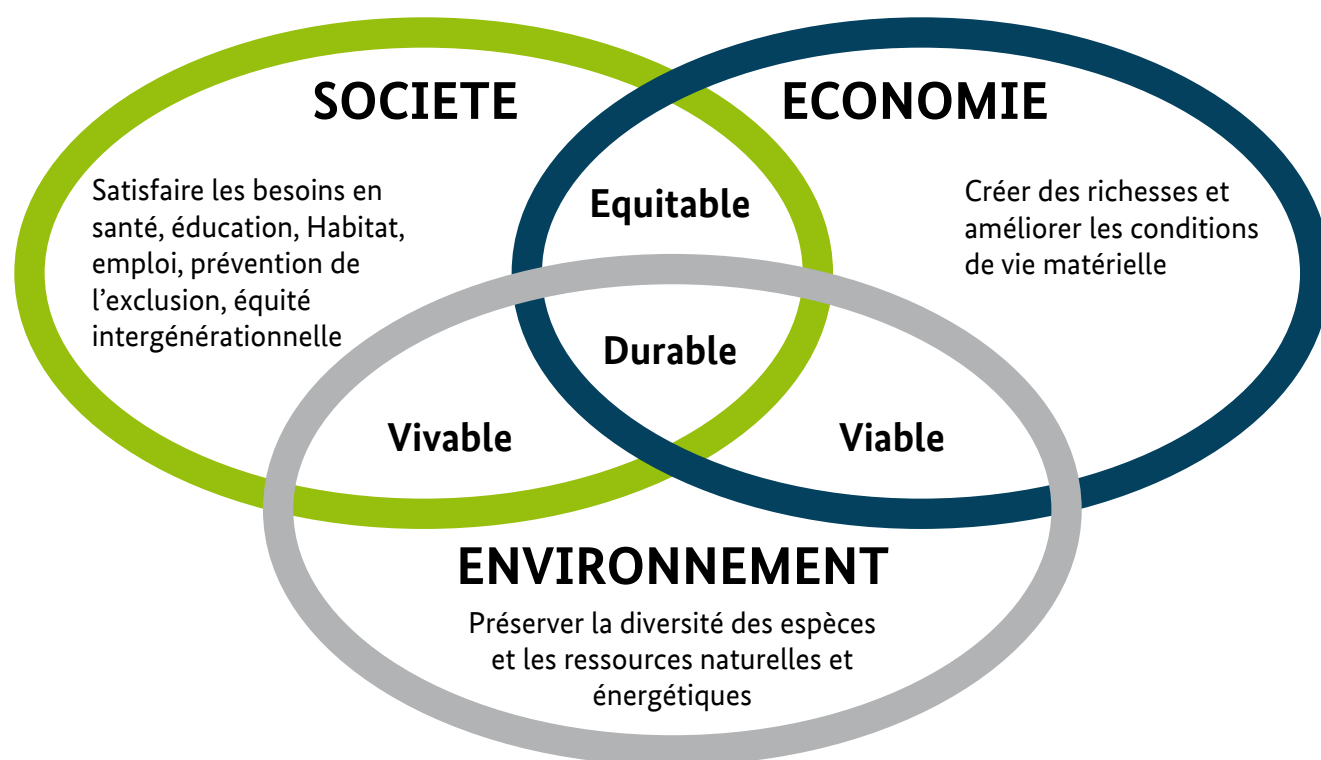 SOCIETE
Satisfaire les besoins en
santé, éducation, Habitat,
emploi, prévention de
l’exclusion, équité
intergénérationnelle
ECONOMIE
Créer des richesses et
améliorer les conditions
de vie matérielle
Equitable
Durable
Vivable
Viable
ENVIRONNEMENT
Préserver la diversité des espèces
et les ressources naturelles et
énergétiques